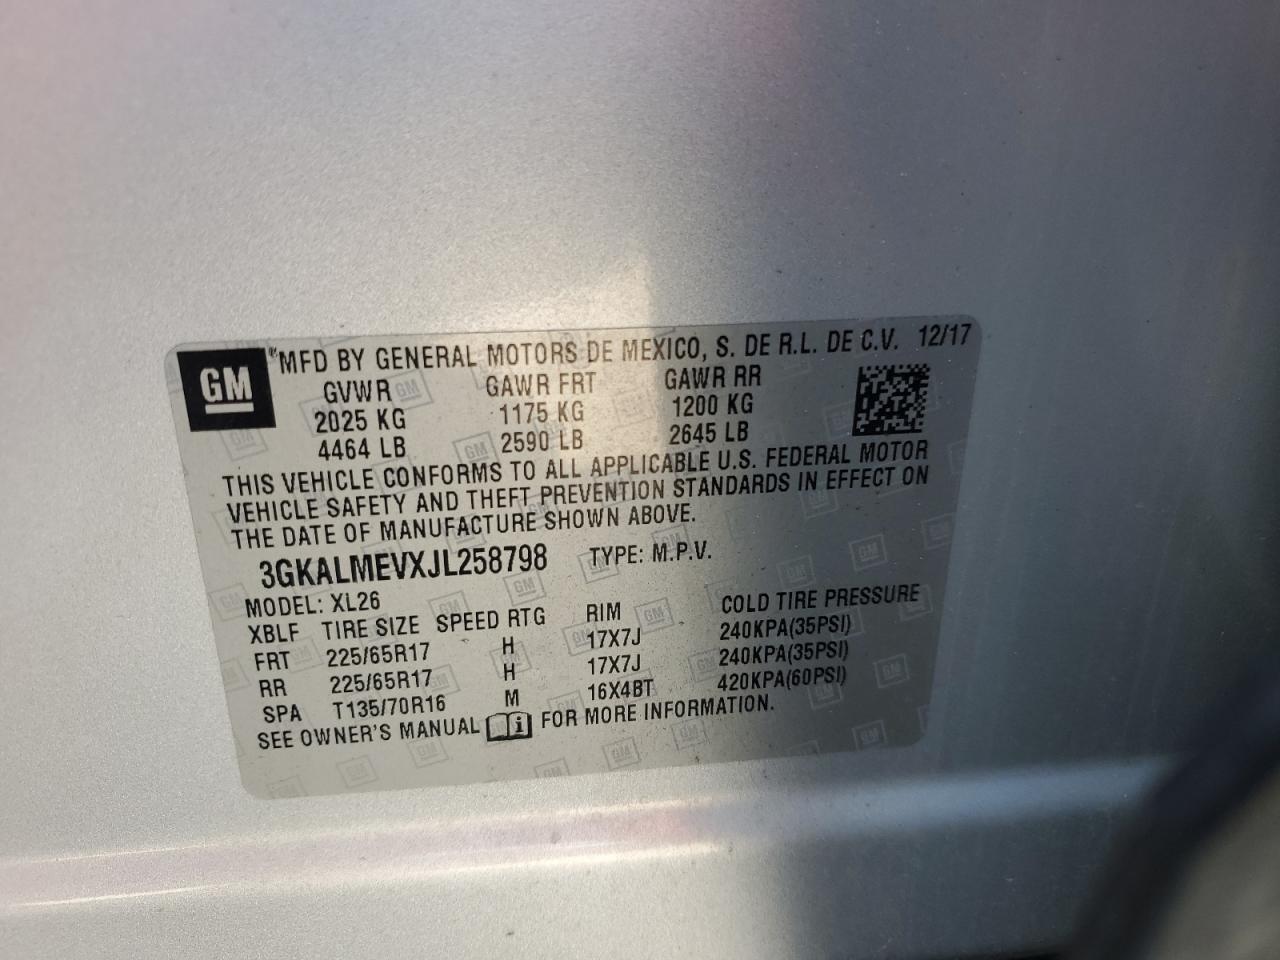 GM ® MFD BY GENERAL MOTORS DE MEXICO, S. DE R.L. DE C.V. 12/17
GVWR GAWR FRT GAWR RR
2025 KG 1175 KG 1200 KG
4464 LB 2590 LB 2645 LB
THIS VEHICLE CONFORMS TO ALL APPLICABLE U.S. FEDERAL MOTOR
VEHICLE SAFETY AND THEFT PREVENTION STANDARDS IN EFFECT ON
THE DATE OF MANUFACTURE SHOWN ABOVE.
3GKALMEVXJL258798 TYPE: M.P.V.
MODEL: XL26
XBLF TIRE SIZE SPEED RTG RIM COLD TIRE PRESSURE
FRT 225/65R17 H 17X7J 240KPA(35PSI)
RR 225/65R17 H 17X7J 240KPA(35PSI)
SPA T135/70R16 M 16X4BT 420KPA(60PSI)
SEE OWNER'S MANUAL i FOR MORE INFORMATION.